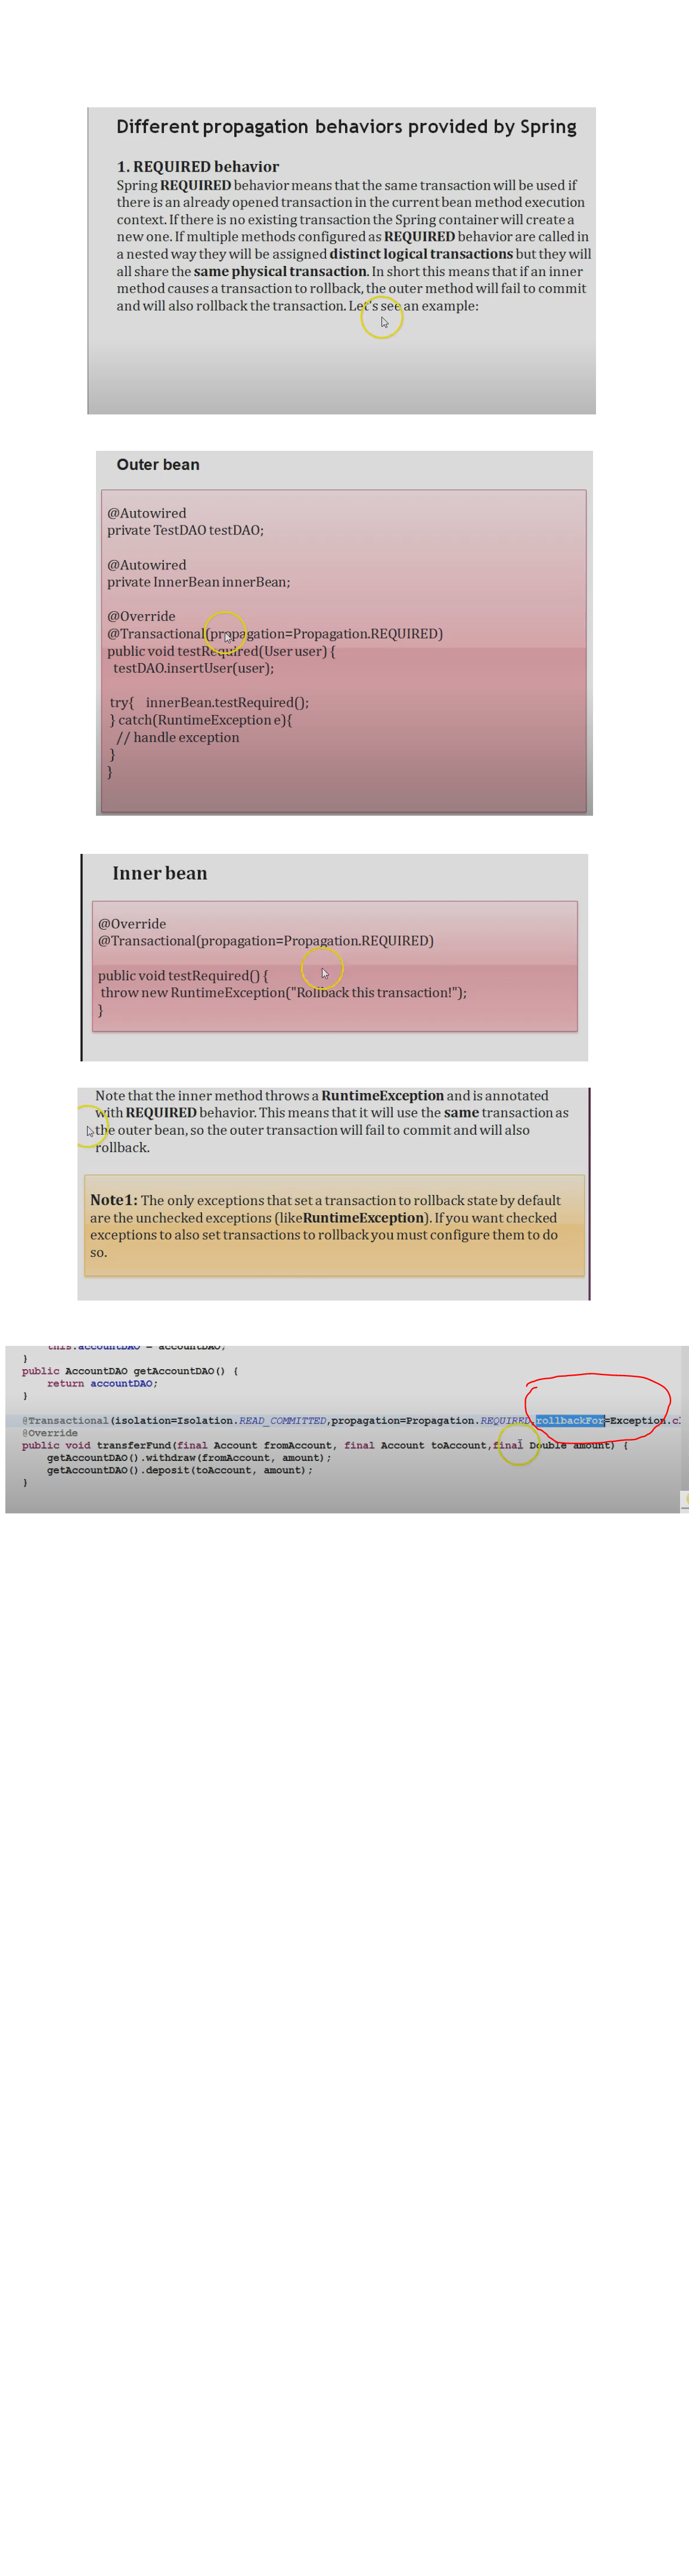 Different propagation behaviors provided by Spring
1. REQUIRED behavior
Spring REQUIRED behavior means that the same transaction will be used if
there is an already opened transaction in the current bean method execution
context. If there is no existing transaction the Spring container will create a
new one. If multiple methods configured as REQUIRED behavior are called in
a nested way they will be assigned distinct logical transactions but they will
all share the same physical transaction. In short this means that if an inner
method causes a transaction to rollback, the outer method will fail to commit
and will also rollback the transaction. Let's see an example:
Outer bean
@Autowired
private TestDAO testDAO;
@Autowired
private InnerBean innerBean;
@Override
@Transactional(propagation=Propagation.REQUIRED)
public void testRequired(User user) {
testDAO.insertUser(user);
try{ innerBean.testRequired();
} catch(RuntimeException e){
// handle exception
}
}
Inner bean
@Override
@Transactional(propagation=Propagation.REQUIRED)
public void testRequired() {
throw new RuntimeException("Rollback this transaction!");
}
Note that the inner method throws a RuntimeException and is annotated
with REQUIRED behavior. This means that it will use the same transaction as
the outer bean, so the outer transaction will fail to commit and will also
rollback.
Note1: The only exceptions that set a transaction to rollback state by default
are the unchecked exceptions (like RuntimeException). If you want checked
exceptions to also set transactions to rollback you must configure them to do
so.
this.accountDAO = accountDAO;
}
public AccountDAO getAccountDAO() {
return accountDAO;
}
@Transactional(isolation=Isolation.READ_COMMITTED,propagation=Propagation.REQUIRED,rollbackFor=Exception.cl
@Override
public void transferFund(final Account fromAccount, final Account toAccount,final Double amount) {
getAccountDAO().withdraw(fromAccount, amount);
getAccountDAO().deposit(toAccount, amount);
}